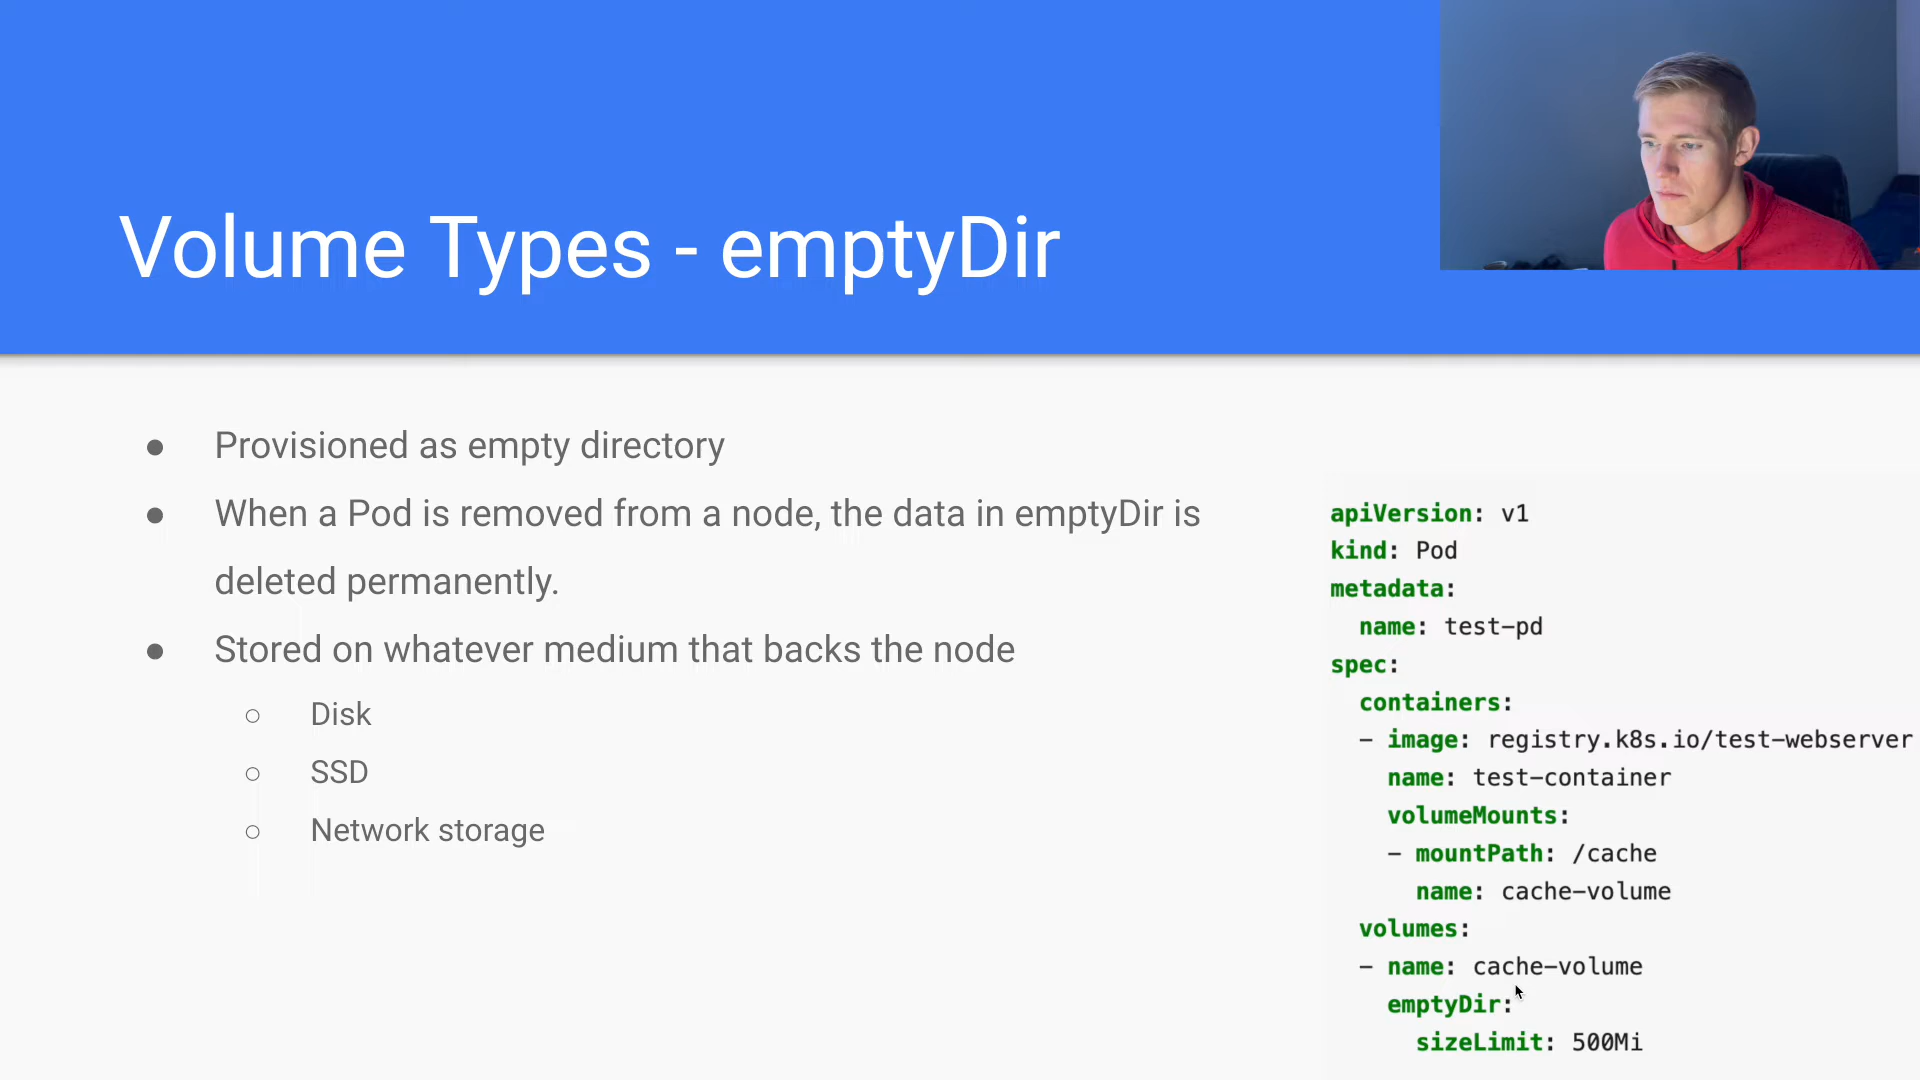 Volume Types - emptyDir
● Provisioned as empty directory
● When a Pod is removed from a node, the data in emptyDir is
deleted permanently.
● Stored on whatever medium that backs the node
○ Disk
○ SSD
○ Network storage
apiVersion: v1
kind: Pod
metadata:
  name: test-pd
spec:
  containers:
  - image: registry.k8s.io/test-webserver
    name: test-container
    volumeMounts:
    - mountPath: /cache
      name: cache-volume
  volumes:
  - name: cache-volume
    emptyDir:
      sizeLimit: 500Mi